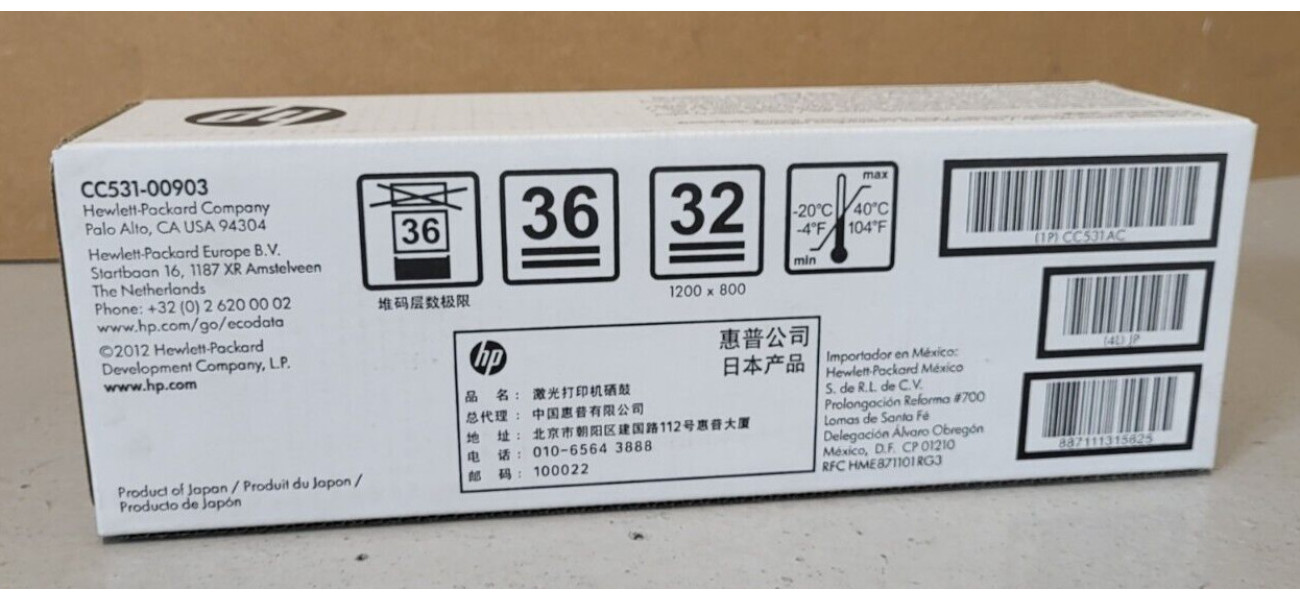 hp
CC531-00903
Hewlett-Packard Company
Palo Alto, CA USA 94304
Hewlett-Packard Europe B.V.
Startbaan 16, 1187 XR Amstelveen
The Netherlands
Phone: +32 (0) 2 620 00 02
www.hp.com/go/ecodata
©2012 Hewlett-Packard
Development Company, L.P.
www.hp.com
Product of Japan / Produit du Japon /
Producto de Japón
36
堆码层数极限
36
32
1200 x 800
max
-20°C 40°C
-4°F 104°F
min
(1P) CC531AC
(4L) JP
887111315625
hp
惠普公司
日本产品
品 名： 激光打印机硒鼓
总代理： 中国惠普有限公司
地 址： 北京市朝阳区建国路112号惠普大厦
电 话： 010-6564 3888
邮 码： 100022
Importador en México:
Hewlett-Packard México
S. de R.L. de C.V.
Prolongación Reforma #700
Lomas de Santa Fé
Delegación Álvaro Obregón
México, D.F. CP 01210
RFC HME871101RG3